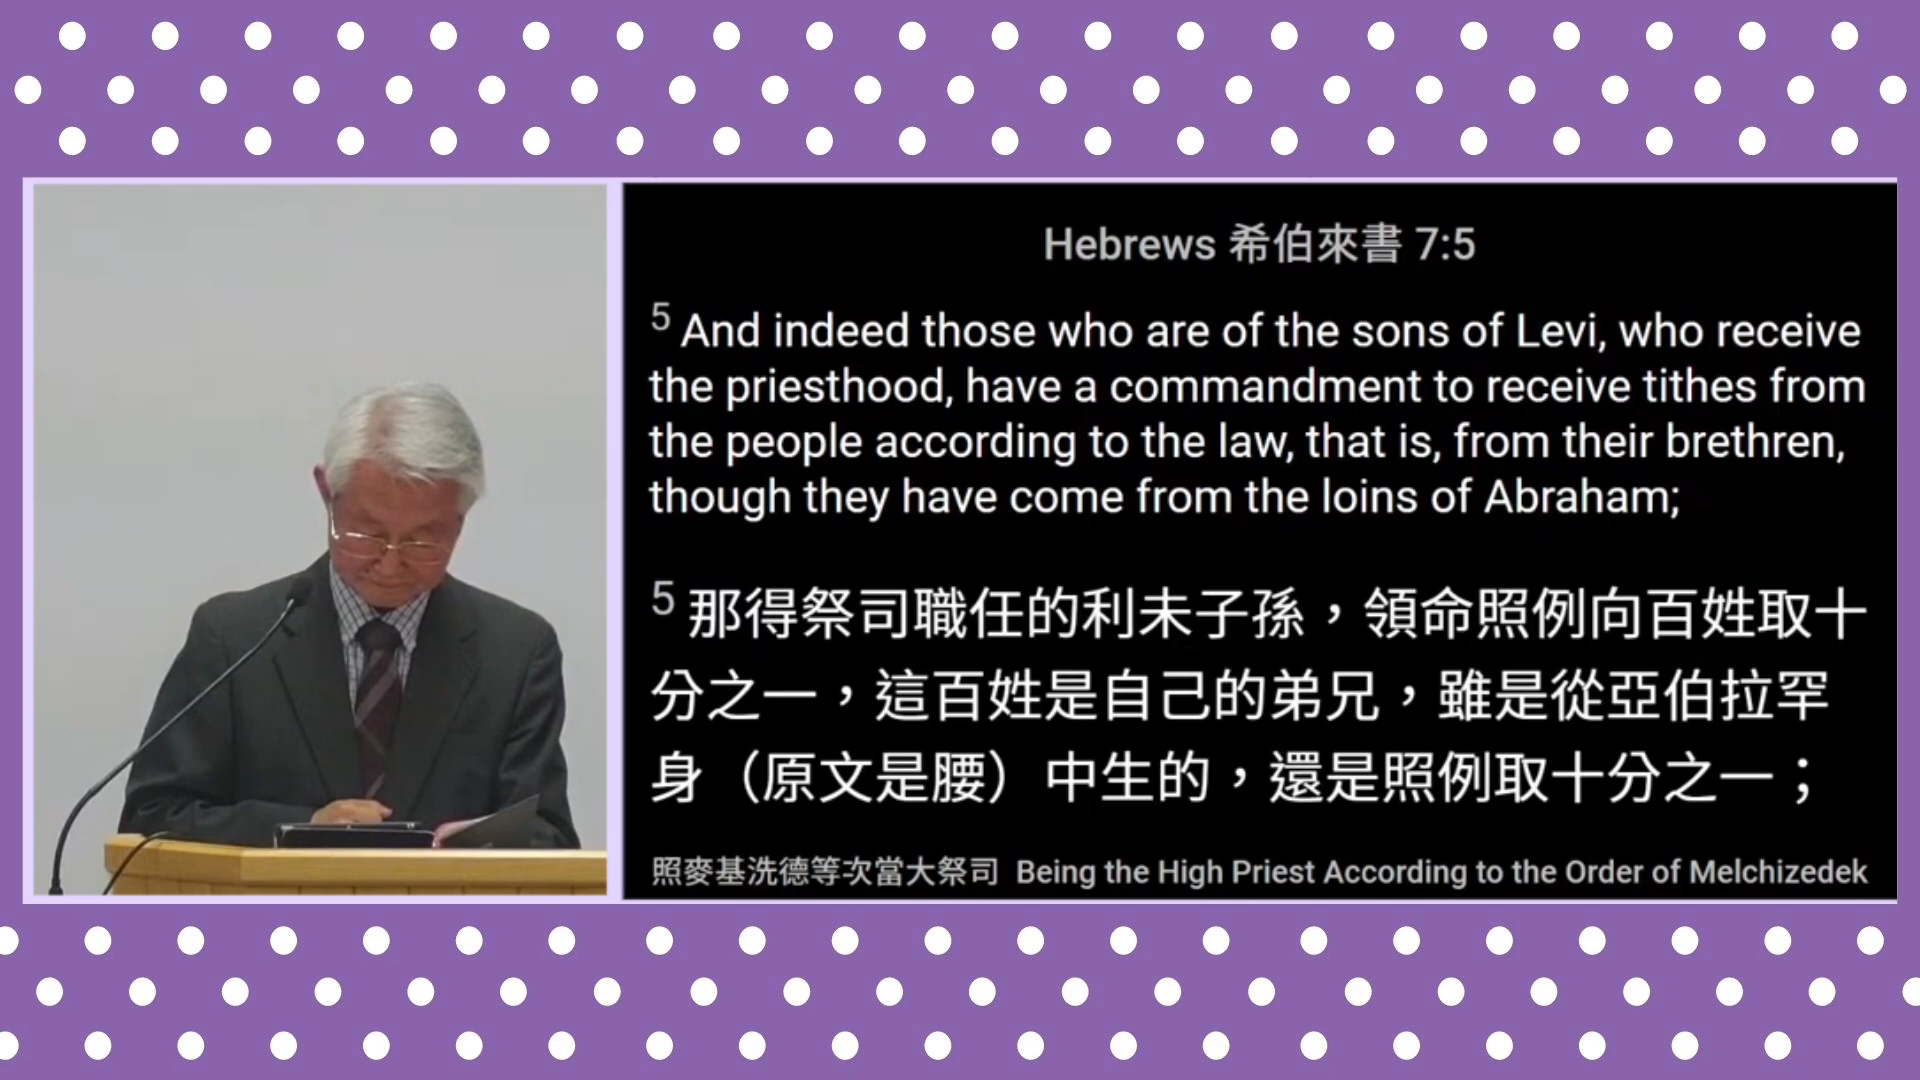 Hebrews 希伯來書 7:5
5 And indeed those who are of the sons of Levi, who receive
the priesthood, have a commandment to receive tithes from
the people according to the law, that is, from their brethren,
though they have come from the loins of Abraham;
5 那得祭司職任的利未子孫，領命照例向百姓取十
分之一，這百姓是自己的弟兄，雖是從亞伯拉罕
身（原文是腰）中生的，還是照例取十分之一；
照麥基洗德等次當大祭司 Being the High Priest According to the Order of Melchizedek